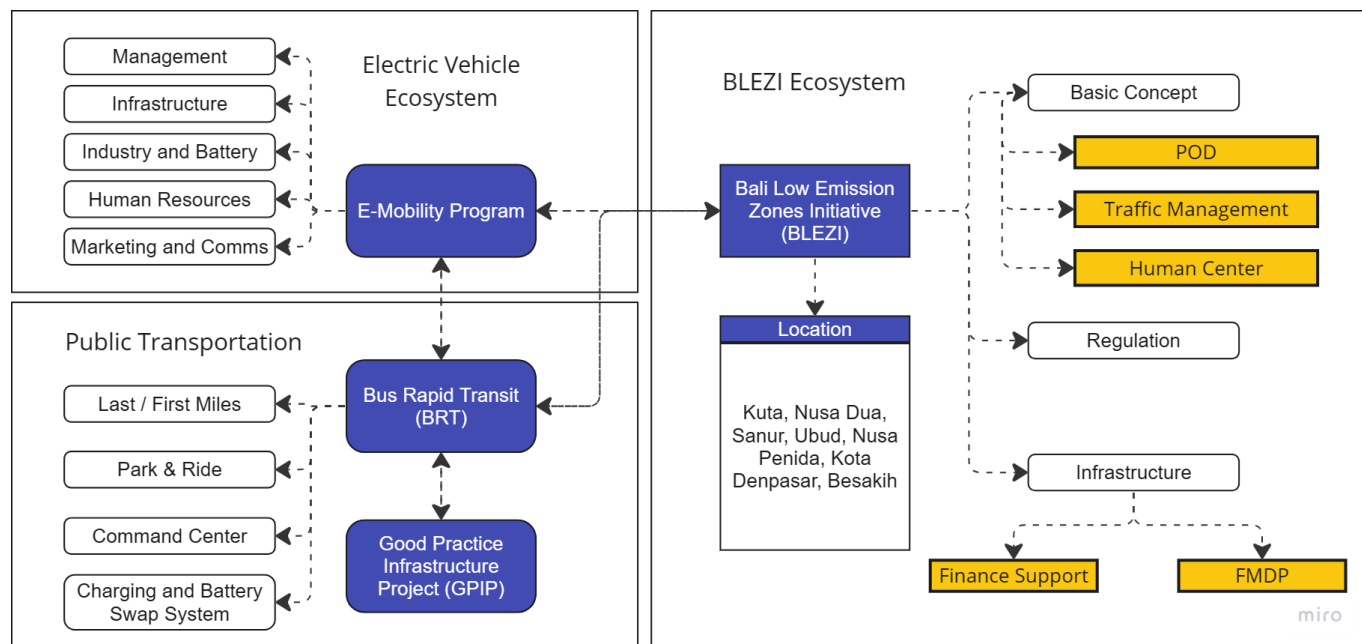 Electric Vehicle
Ecosystem
Management
Infrastructure
Industry and Battery
Human Resources
Marketing and Comms
E-Mobility Program
Public Transportation
Last / First Miles
Park & Ride
Command Center
Charging and Battery
Swap System
Bus Rapid Transit
(BRT)
Good Practice
Infrastructure
Project (GPIP)
BLEZI Ecosystem
Bali Low Emission
Zones Initiative
(BLEZI)
Location
Kuta, Nusa Dua,
Sanur, Ubud, Nusa
Penida, Kota
Denpasar, Besakih
Basic Concept
POD
Traffic Management
Human Center
Regulation
Infrastructure
Finance Support
FMDP
miro